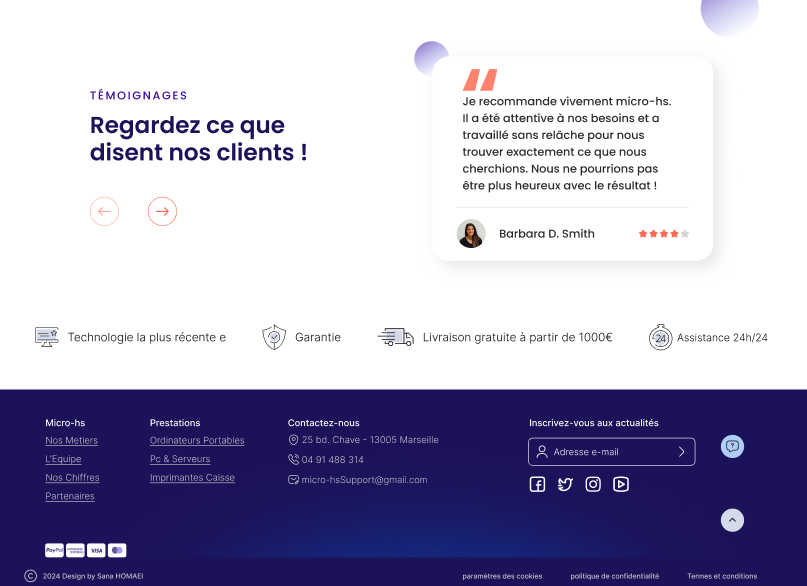 TÉMOIGNAGES
Regardez ce que
disent nos clients !
Je recommande vivement micro-hs.
Il a été attentive à nos besoins et a
travaillé sans relâche pour nous
trouver exactement ce que nous
cherchions. Nous ne pourrions pas
être plus heureux avec le résultat !
Barbara D. Smith
Technologie la plus récente e
Garantie
Livraison gratuite à partir de 1000€
24
Assistance 24h/24
Micro-hs
Nos Metiers
L'Equipe
Nos Chiffres
Partenaires
Prestations
Ordinateurs Portables
Pc & Serveurs
Imprimantes Caisse
Contactez-nous
25 bd. Chave - 13005 Marseille
04 91 488 314
micro-hsSupport@gmail.com
Inscrivez-vous aux actualités
Adresse e-mail
PayPal
VISA
© 2024 Design by Sana HOMAEI
paramètres des cookies
politique de confidentialité
Termes et conditions